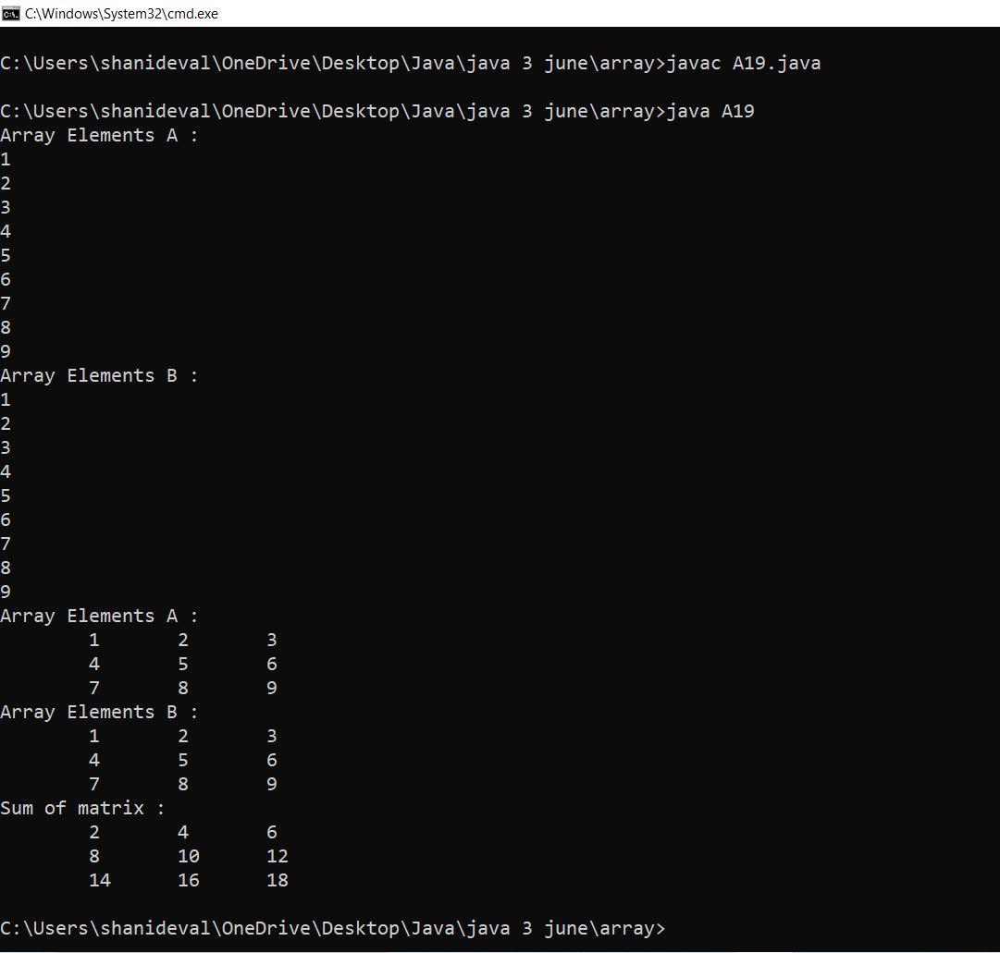 C:\Windows\System32\cmd.exe
C:\Users\shanideval\OneDrive\Desktop\Java\java 3 june\array>javac A19.java
C:\Users\shanideval\OneDrive\Desktop\Java\java 3 june\array>java A19
Array Elements A :
1
2
3
4
5
6
7
8
9
Array Elements B :
1
2
3
4
5
6
7
8
9
Array Elements A :
1 2 3
4 5 6
7 8 9
Array Elements B :
1 2 3
4 5 6
7 8 9
Sum of matrix :
2 4 6
8 10 12
14 16 18
C:\Users\shanideval\OneDrive\Desktop\Java\java 3 june\array>